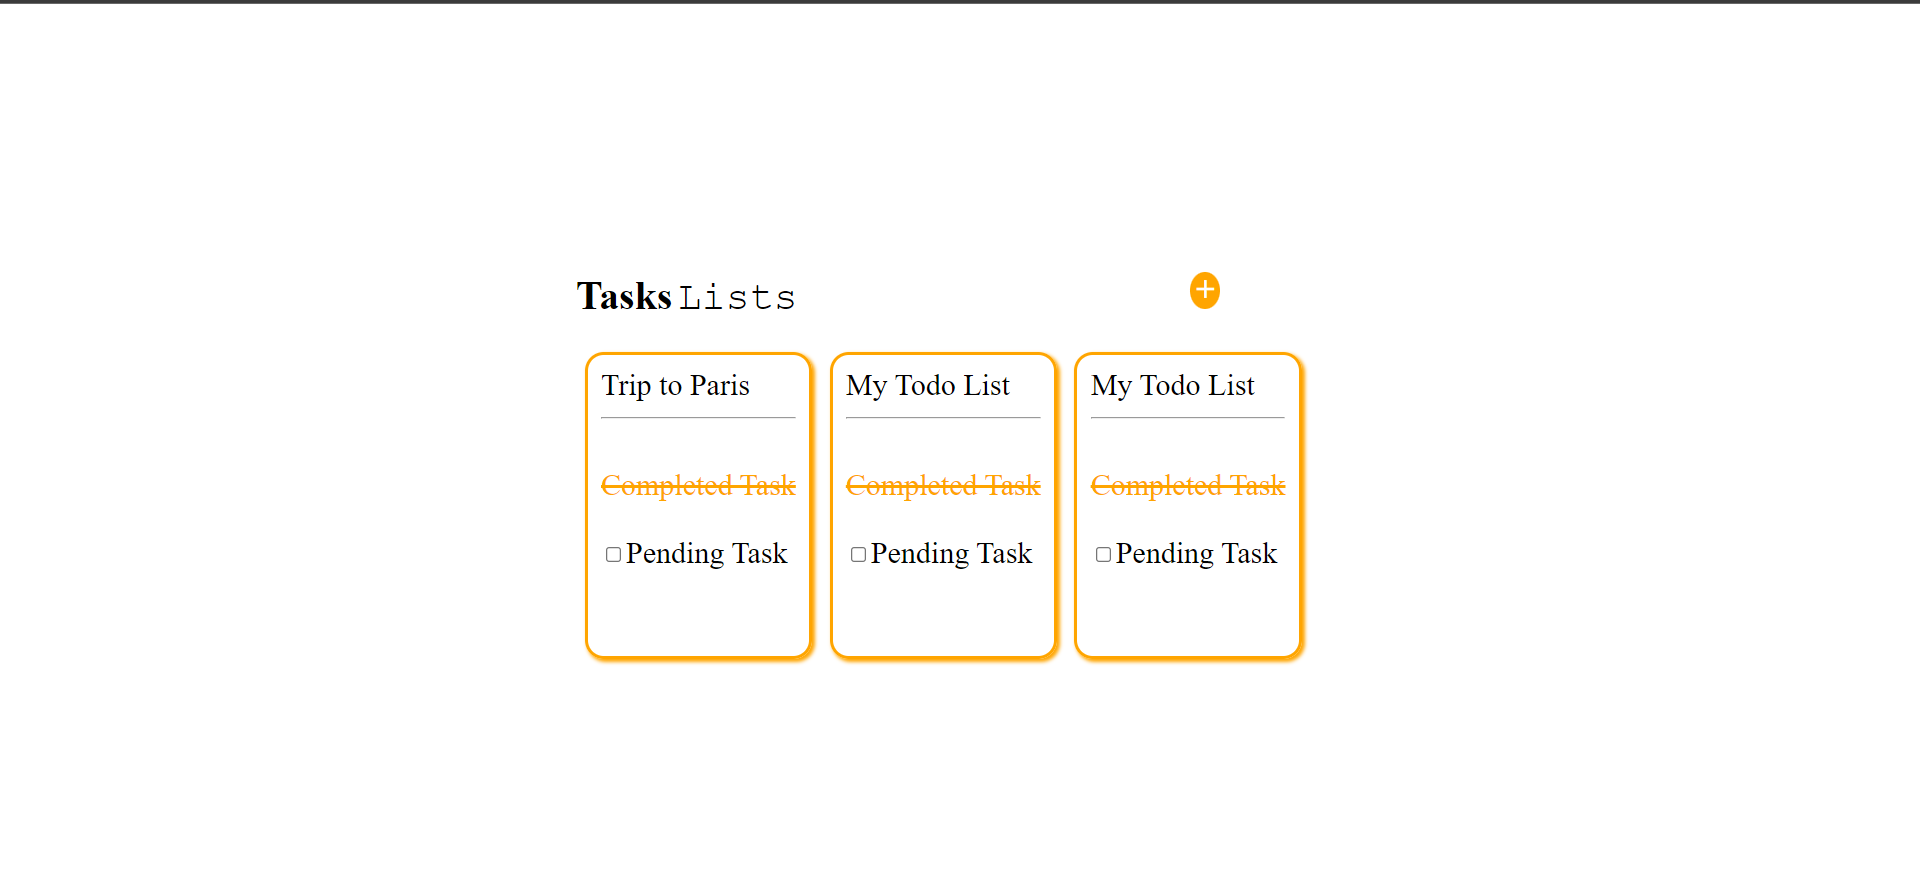 Tasks Lists
+
Trip to Paris
Completed Task
Pending Task
My Todo List
Completed Task
Pending Task
My Todo List
Completed Task
Pending Task